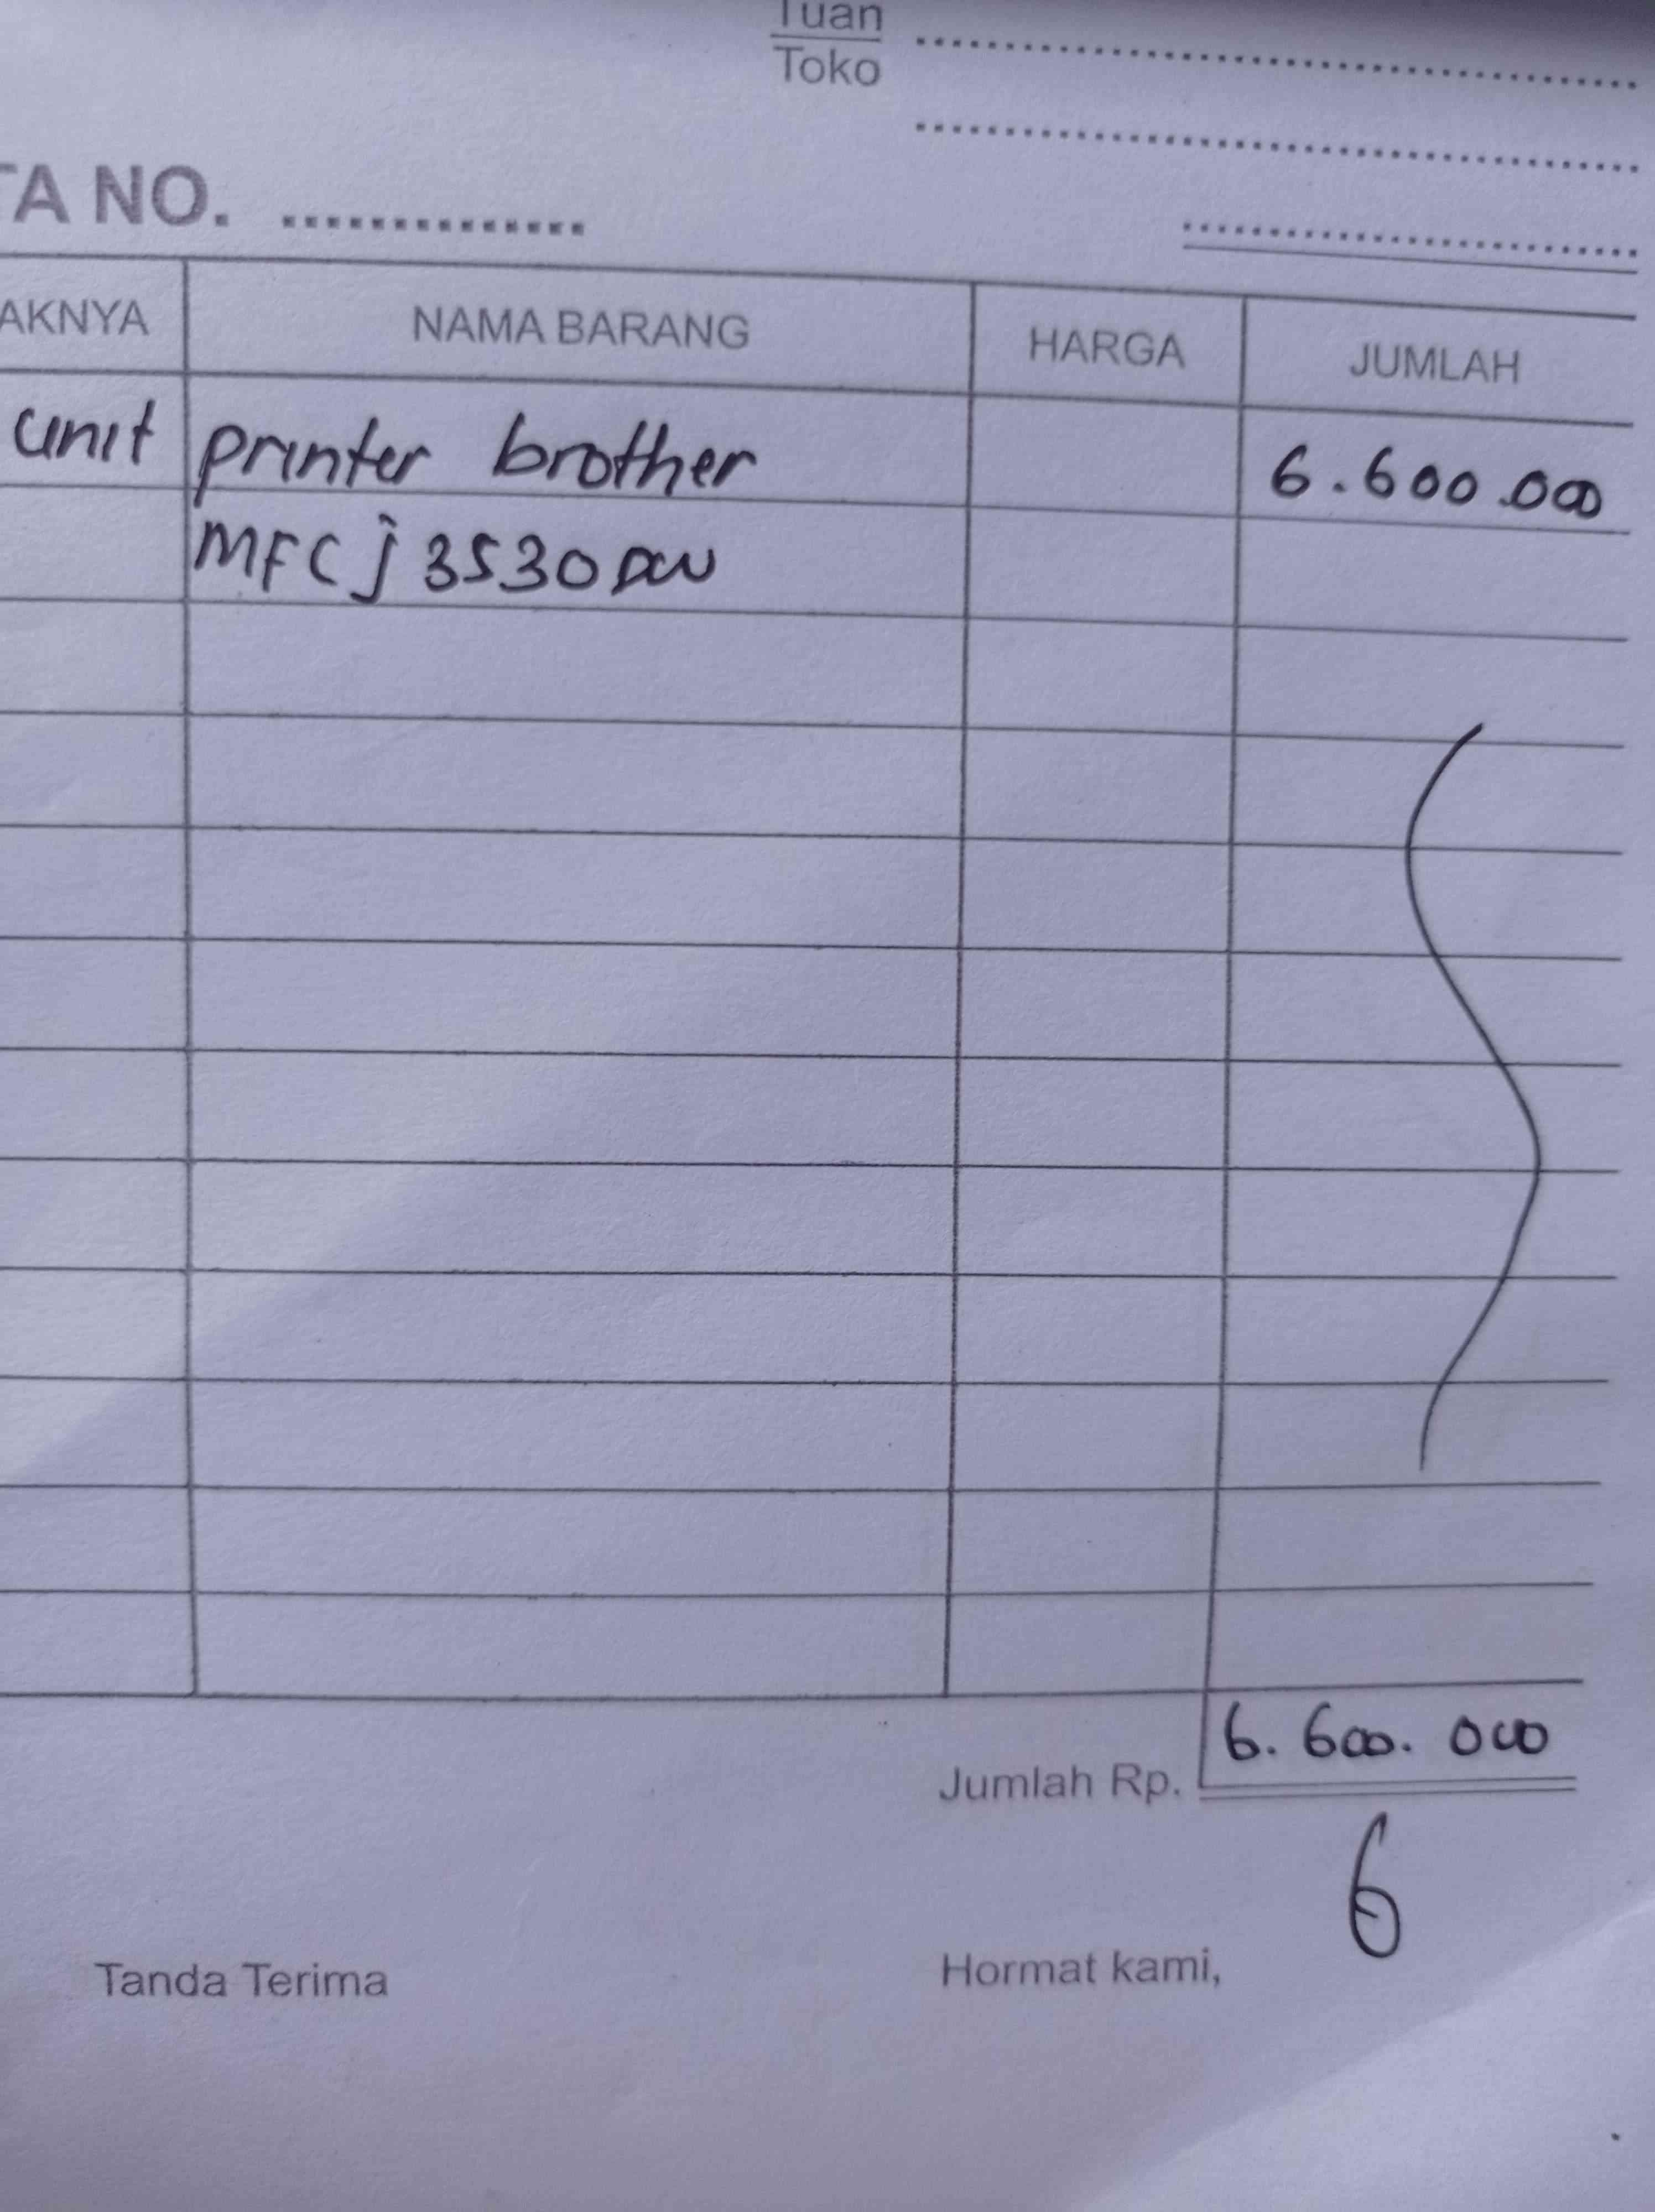 Tuan
Toko
TA NO. ................
AKNYA NAMA BARANG HARGA JUMLAH
unit printer brother 6.600.000
MFC j 3530 DW
Jumlah Rp. 6.600.000
Tanda Terima Hormat kami,